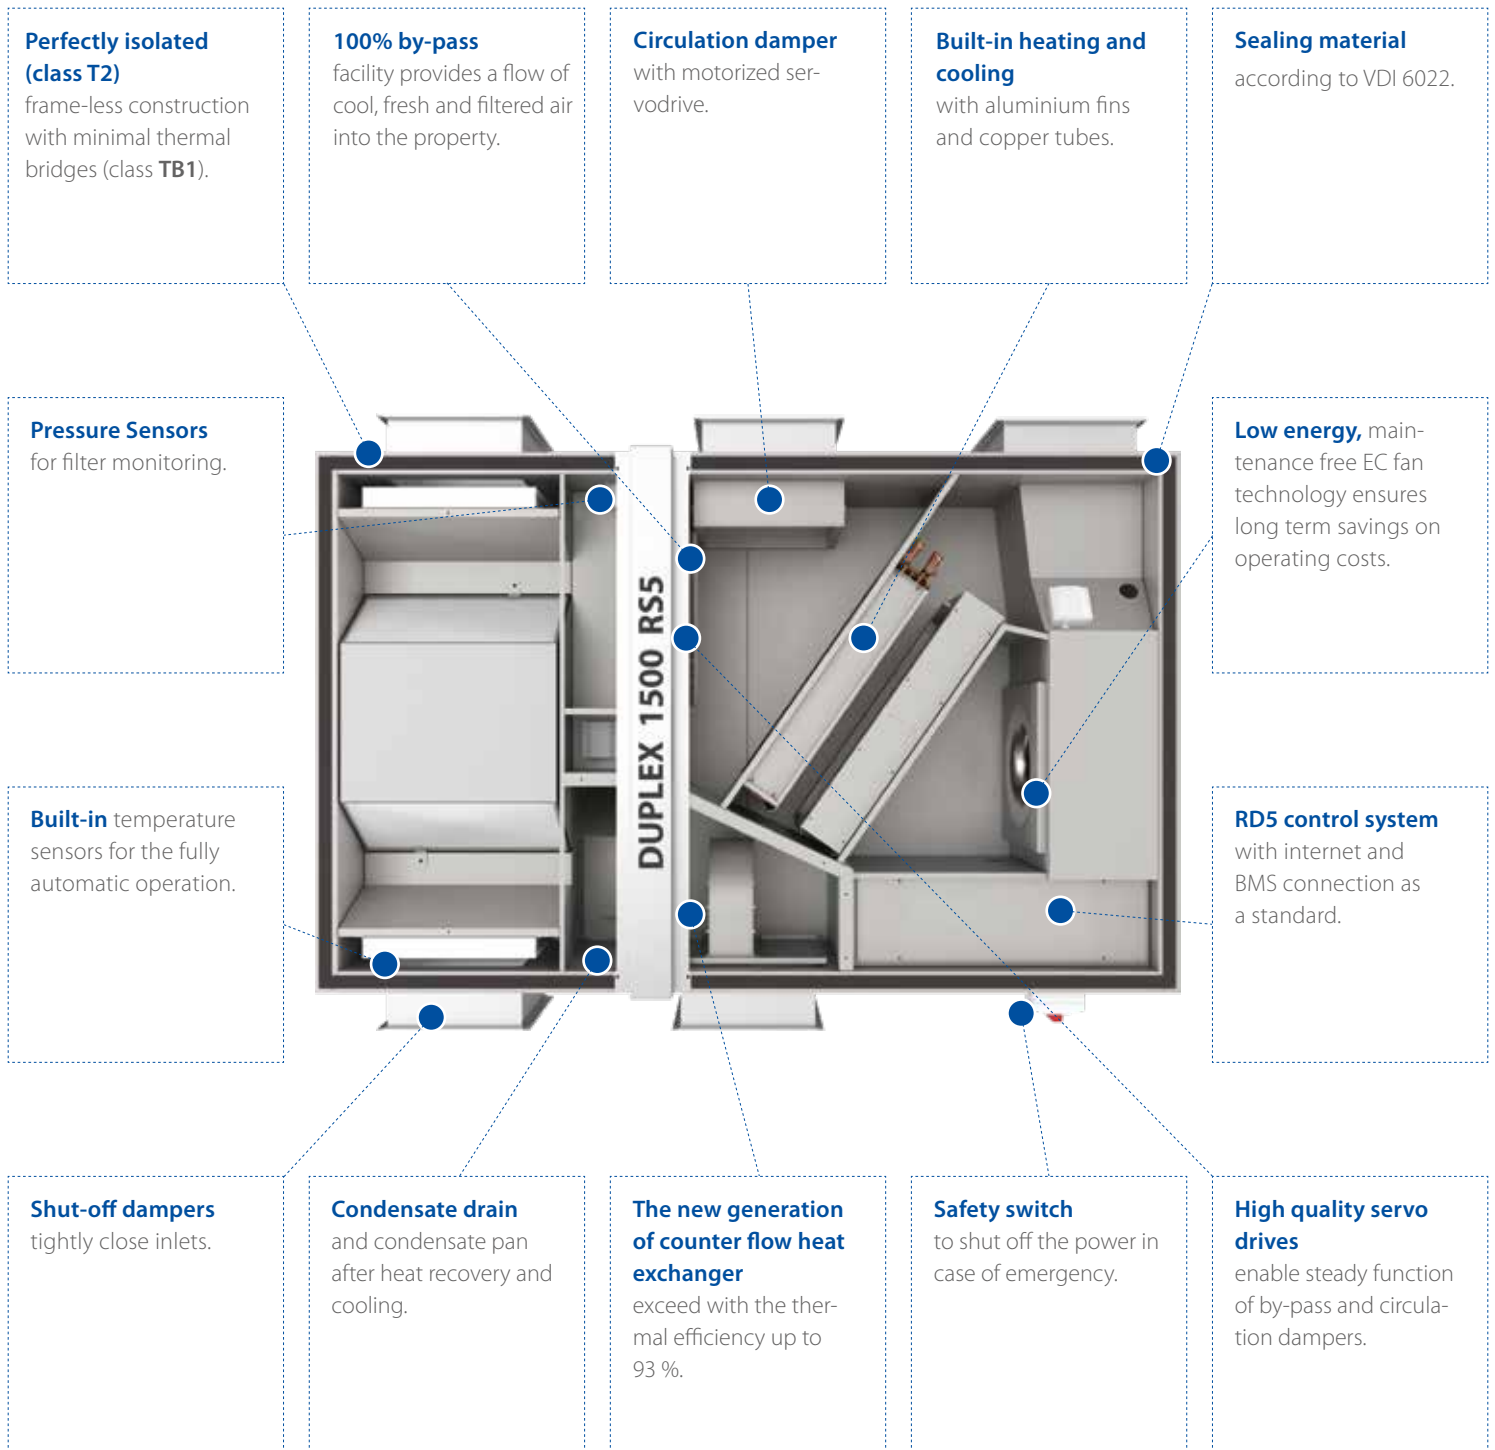 Perfectly isolated
(class T2)
frame-less construction
with minimal thermal
bridges (class TB1).
100% by-pass
facility provides a flow of
cool, fresh and filtered air
into the property.
Circulation damper
with motorized ser-
vodrive.
Built-in heating and
cooling
with aluminium fins
and copper tubes.
Sealing material
according to VDI 6022.
Pressure Sensors
for filter monitoring.
Low energy, main-
tenance free EC fan
technology ensures
long term savings on
operating costs.
DUPLEX 1500 RS5
Built-in temperature
sensors for the fully
automatic operation.
RD5 control system
with internet and
BMS connection as
a standard.
Shut-off dampers
tightly close inlets.
Condensate drain
and condensate pan
after heat recovery and
cooling.
The new generation
of counter flow heat
exchanger
exceed with the ther-
mal efficiency up to
93 %.
Safety switch
to shut off the power in
case of emergency.
High quality servo
drives
enable steady function
of by-pass and circula-
tion dampers.